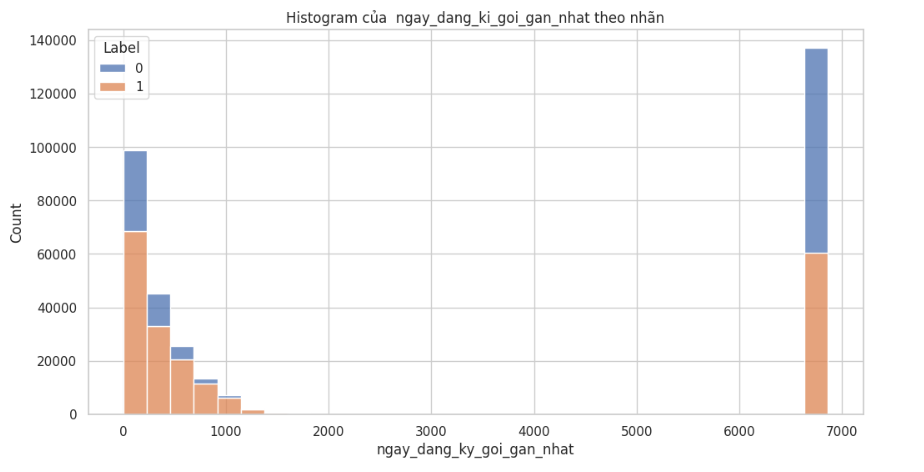 Histogram của  ngay_dang_ki_goi_gan_nhat theo nhãn
Label
0
1
140000
120000
100000
80000
60000
40000
20000
0
Count
0 1000 2000 3000 4000 5000 6000 7000
ngay_dang_ky_goi_gan_nhat